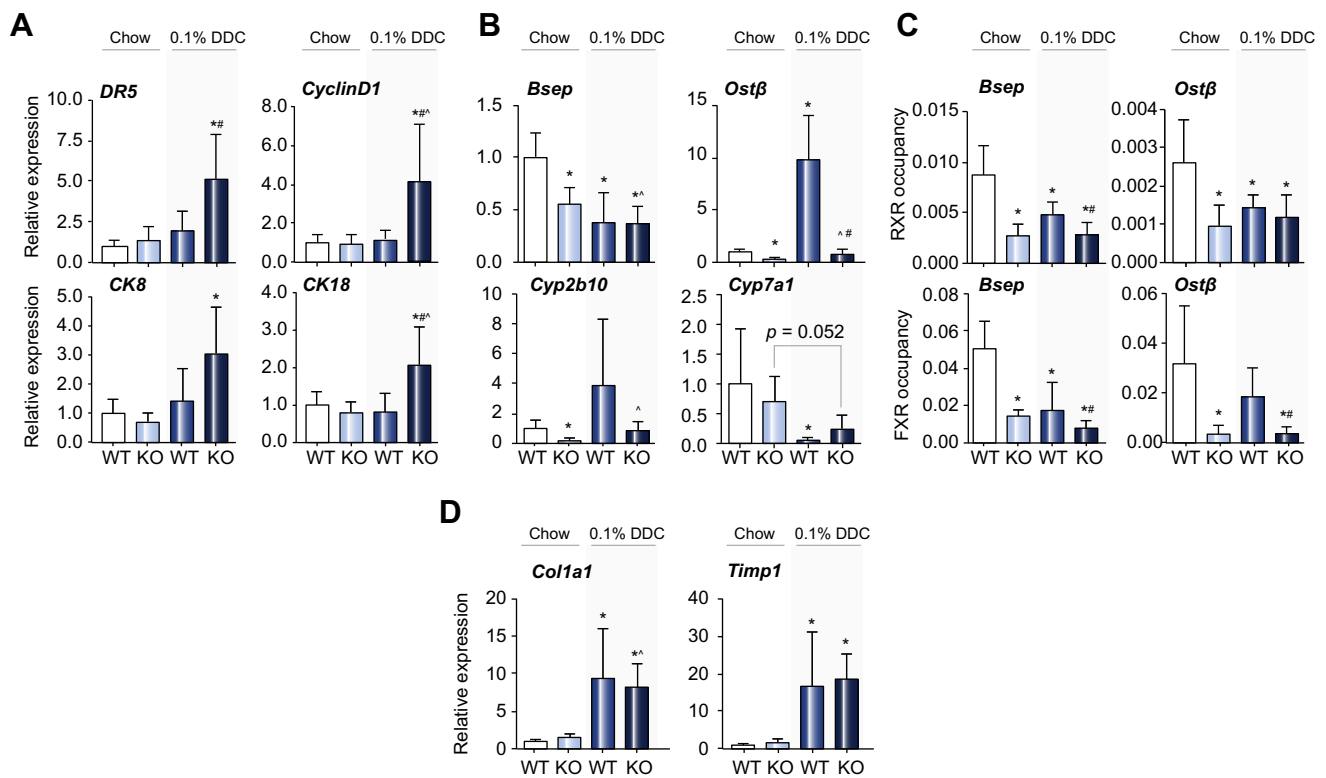 A
Chow 0.1% DDC
Chow 0.1% DDC
DR5
CyclinD1
Relative expression
10.0
7.5
5.0
2.5
0.0
*#
8.0
6.0
4.0
2.0
0.0
*#^
CK8
CK18
Relative expression
5.0
4.0
3.0
2.0
1.0
0.0
*
4.0
3.0
2.0
1.0
0.0
*#^
WT KO WT KO
WT KO WT KO
B
Chow 0.1% DDC
Chow 0.1% DDC
Bsep
Ostβ
1.5
1.0
0.5
0.0
* * *^
15
10
5
0.0
* * ^ #
Cyp2b10
Cyp7a1
10
8
6
4
2
0
* ^
2.5
2.0
1.5
1.0
0.5
0.0
p = 0.052
*
WT KO WT KO
WT KO WT KO
C
Chow 0.1% DDC
Chow 0.1% DDC
Bsep
Ostβ
RXR occupancy
0.015
0.010
0.005
0.000
* * *#
0.004
0.003
0.002
0.001
0.000
* * *
Bsep
Ostβ
FXR occupancy
0.08
0.06
0.04
0.02
0.00
* * *#
0.06
0.04
0.02
0.00
* *#
WT KO WT KO
WT KO WT KO
D
Chow 0.1% DDC
Chow 0.1% DDC
Col1a1
Timp1
Relative expression
20
15
10
5
0
* *^
40
30
20
10
0
* *
WT KO WT KO
WT KO WT KO